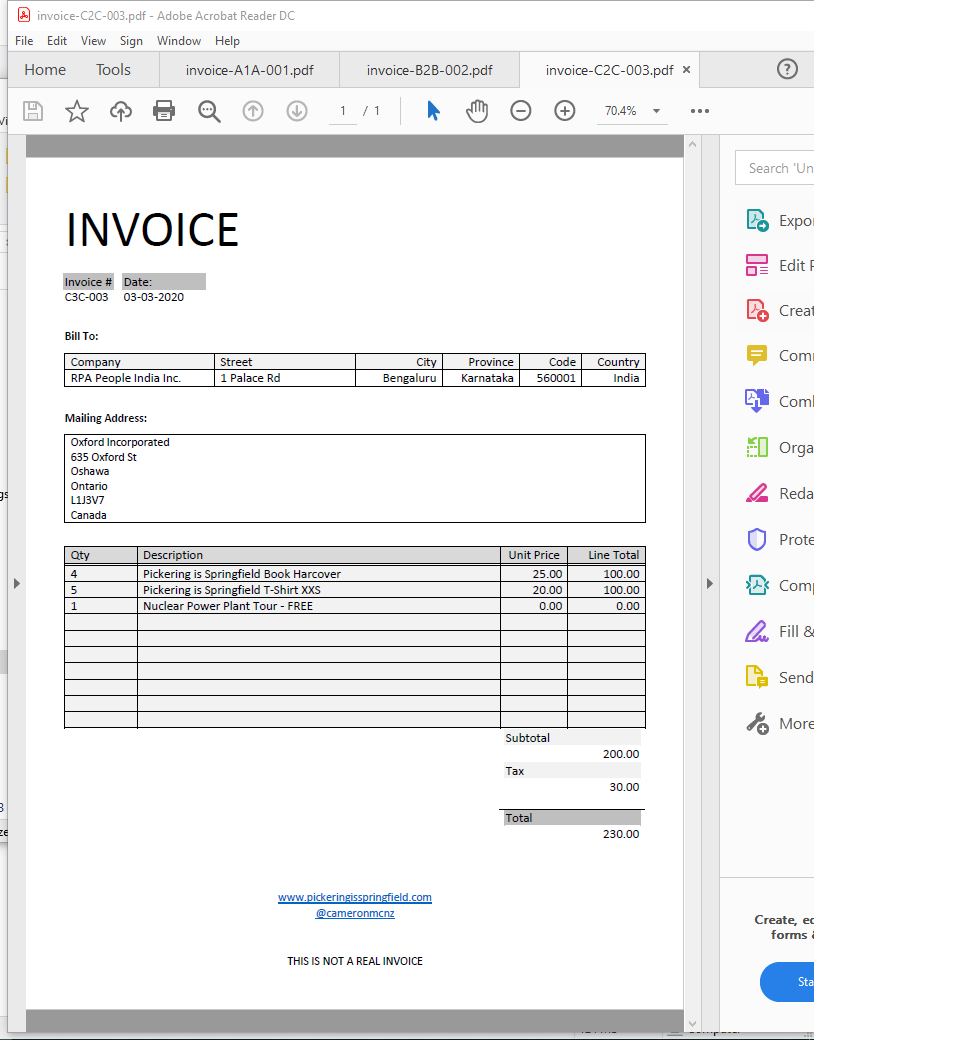 invoice-C2C-003.pdf - Adobe Acrobat Reader DC
File Edit View Sign Window Help
Home Tools invoice-A1A-001.pdf invoice-B2B-002.pdf invoice-C2C-003.pdf ×
1 / 1 70.4%
Search 'Un
INVOICE
Invoice # Date:
C3C-003 03-03-2020
Bill To:
Company Street City Province Code Country
RPA People India Inc. 1 Palace Rd Bengaluru Karnataka 560001 India
Mailing Address:
Oxford Incorporated
635 Oxford St
Oshawa
Ontario
L1J3V7
Canada
Qty Description Unit Price Line Total
4 Pickering is Springfield Book Harcover 25.00 100.00
5 Pickering is Springfield T-Shirt XXS 20.00 100.00
1 Nuclear Power Plant Tour - FREE 0.00 0.00
Subtotal
200.00
Tax
30.00
Total
230.00
www.pickeringisspringfield.com
@cameronmcnz
THIS IS NOT A REAL INVOICE
Expor
Edit P
Creat
Comm
Comb
Orga
Redac
Prote
Comp
Fill &
Send
More
Create, ed
forms &
Sta